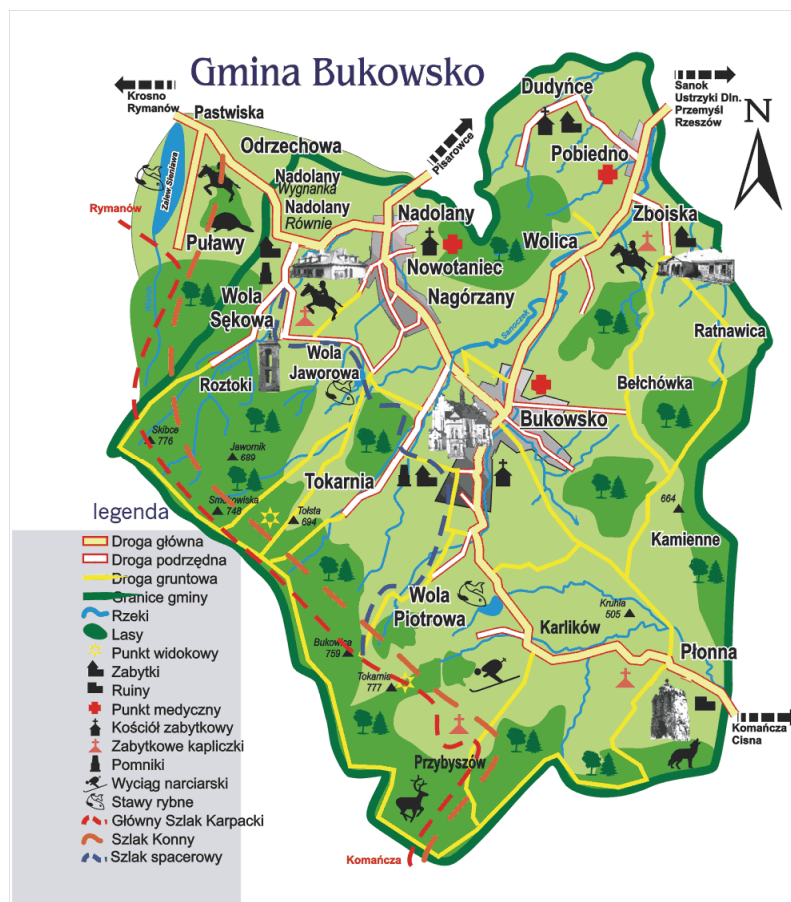 Gmina Bukowsko
Krosno
Rymanów
Pastwiska
Odrzechowa
Pisarowce
Dudyńce
Sanok
Ustrzyki Dln.
Przemyśl
Rzeszów
N
Pobiedno
Zalew Sieniawa
Nadolany
Wygnanka
Nadolany
Równie
Rymanów
Puławy
Nadolany
Zboiska
Wolica
Nowotaniec
Nagórzany
Wola
Sękowa
Sanoczek
Ratnawica
Wola
Jaworowa
Roztoki
Bełchówka
Bukowsko
Skibce
776
Jawornik
689
Tokarnia
664
748
Tołsta
694
Kamienne
Wola
Piotrowa
Kruhla
505
Karlików
Bukowica
759
Płonna
Tokarnia
777
Przybyszów
Komańcza
Cisna
Komańcza
legenda
Droga główna
Droga podrzędna
Droga gruntowa
Granice gminy
Rzeki
Lasy
Punkt widokowy
Zabytki
Ruiny
Punkt medyczny
Kościół zabytkowy
Zabytkowe kapliczki
Pomniki
Wyciąg narciarski
Stawy rybne
Główny Szlak Karpacki
Szlak Konny
Szlak spacerowy